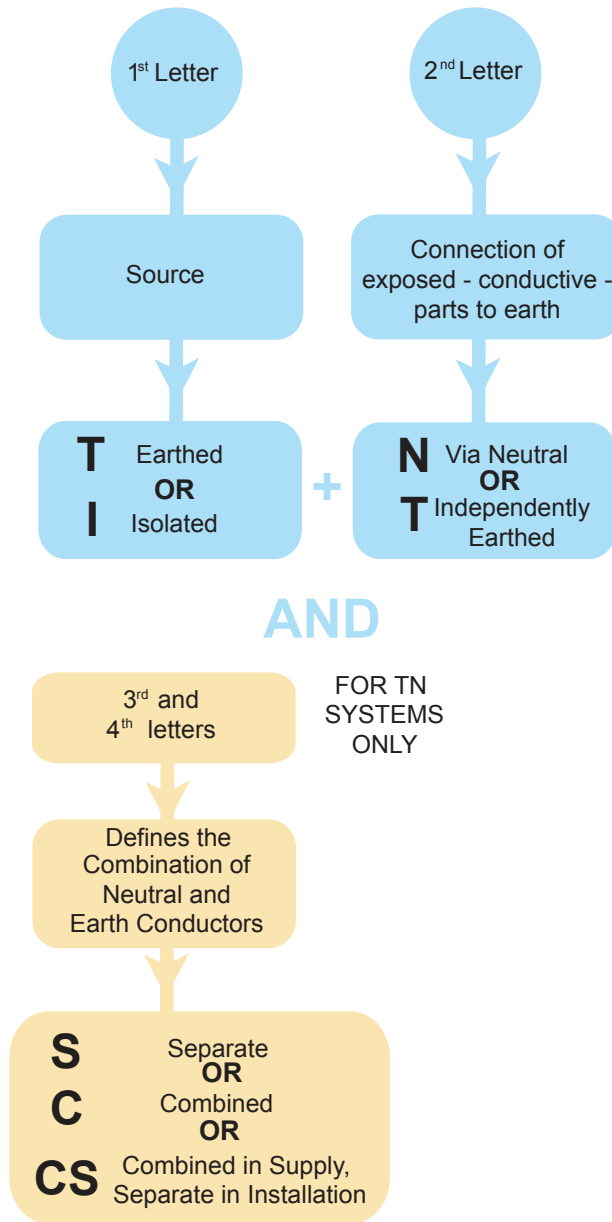 1st Letter
2nd Letter
Source
Connection of
exposed - conductive -
parts to earth
T Earthed
OR
I Isolated
+
N Via Neutral
OR
T Independently
Earthed
AND
3rd and
4th letters
FOR TN
SYSTEMS
ONLY
Defines the
Combination of
Neutral and
Earth Conductors
S Separate
OR
C Combined
OR
CS Combined in Supply,
Separate in Installation